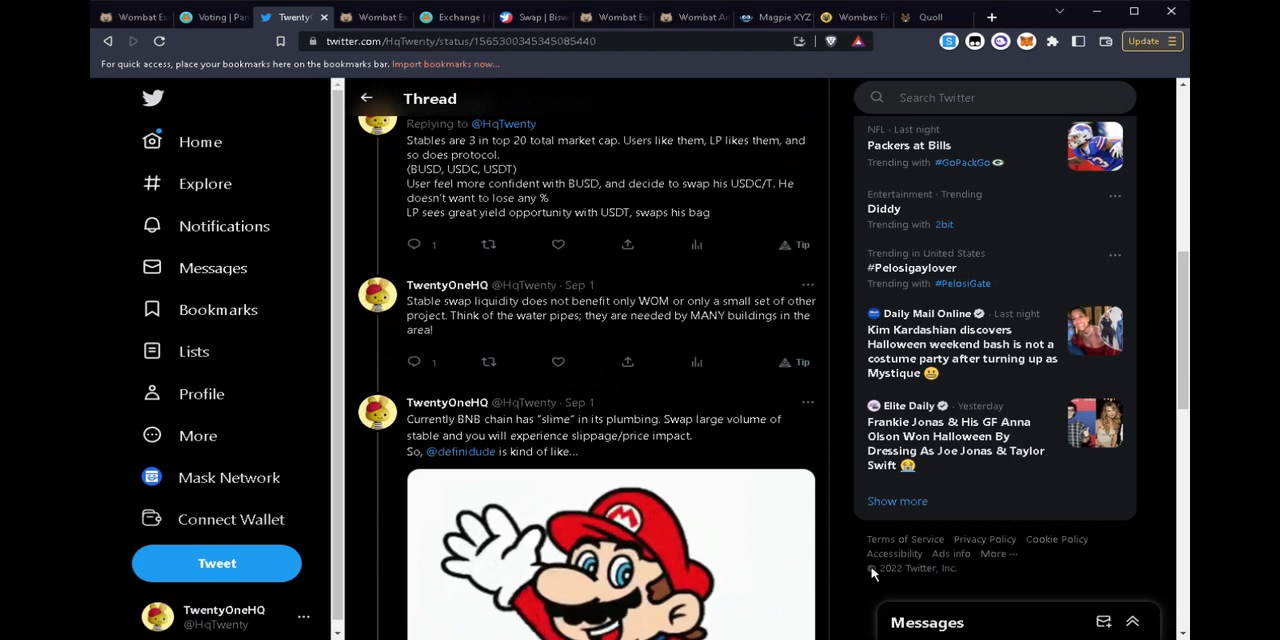 Wombat Ex
Voting | Pan
Twenty
Wombat Ex
Exchange |
Swap | Bisw
Wombat Ex
Wombat Ar
Magpie XYZ
Wombex Fi
Quoll
twitter.com/HqTwenty/status/1565300345345085440
Update
For quick access, place your bookmarks here on the bookmarks bar. Import bookmarks now...
Home
Explore
Notifications
Messages
Bookmarks
Lists
Profile
More
Mask Network
Connect Wallet
Tweet
TwentyOneHQ
@HqTwenty
Thread
Replying to @HqTwenty
Stables are 3 in top 20 total market cap. Users like them, LP likes them, and
so does protocol.
(BUSD, USDC, USDT)
User feel more confident with BUSD, and decide to swap his USDC/T. He
doesn't want to lose any %
LP sees great yield opportunity with USDT, swaps his bag
1
Tip
TwentyOneHQ @HqTwenty · Sep 1
Stable swap liquidity does not benefit only WOM or only a small set of other
project. Think of the water pipes; they are needed by MANY buildings in the
area!
1
Tip
TwentyOneHQ @HqTwenty · Sep 1
Currently BNB chain has "slime" in its plumbing. Swap large volume of
stable and you will experience slippage/price impact.
So, @definidude is kind of like...
M
Search Twitter
NFL · Last night
Packers at Bills
Trending with #GoPackGo
Entertainment · Trending
Diddy
Trending with 2bit
Trending in United States
#Pelosigaylover
Trending with #PelosiGate
Daily Mail Online · Last night
Kim Kardashian discovers
Halloween weekend bash is not a
costume party after turning up as
Mystique 😬
Elite Daily · Yesterday
Frankie Jonas & His GF Anna
Olson Won Halloween By
Dressing As Joe Jonas & Taylor
Swift 😭
Show more
Terms of Service Privacy Policy Cookie Policy
Accessibility Ads info More ···
© 2022 Twitter, Inc.
Messages